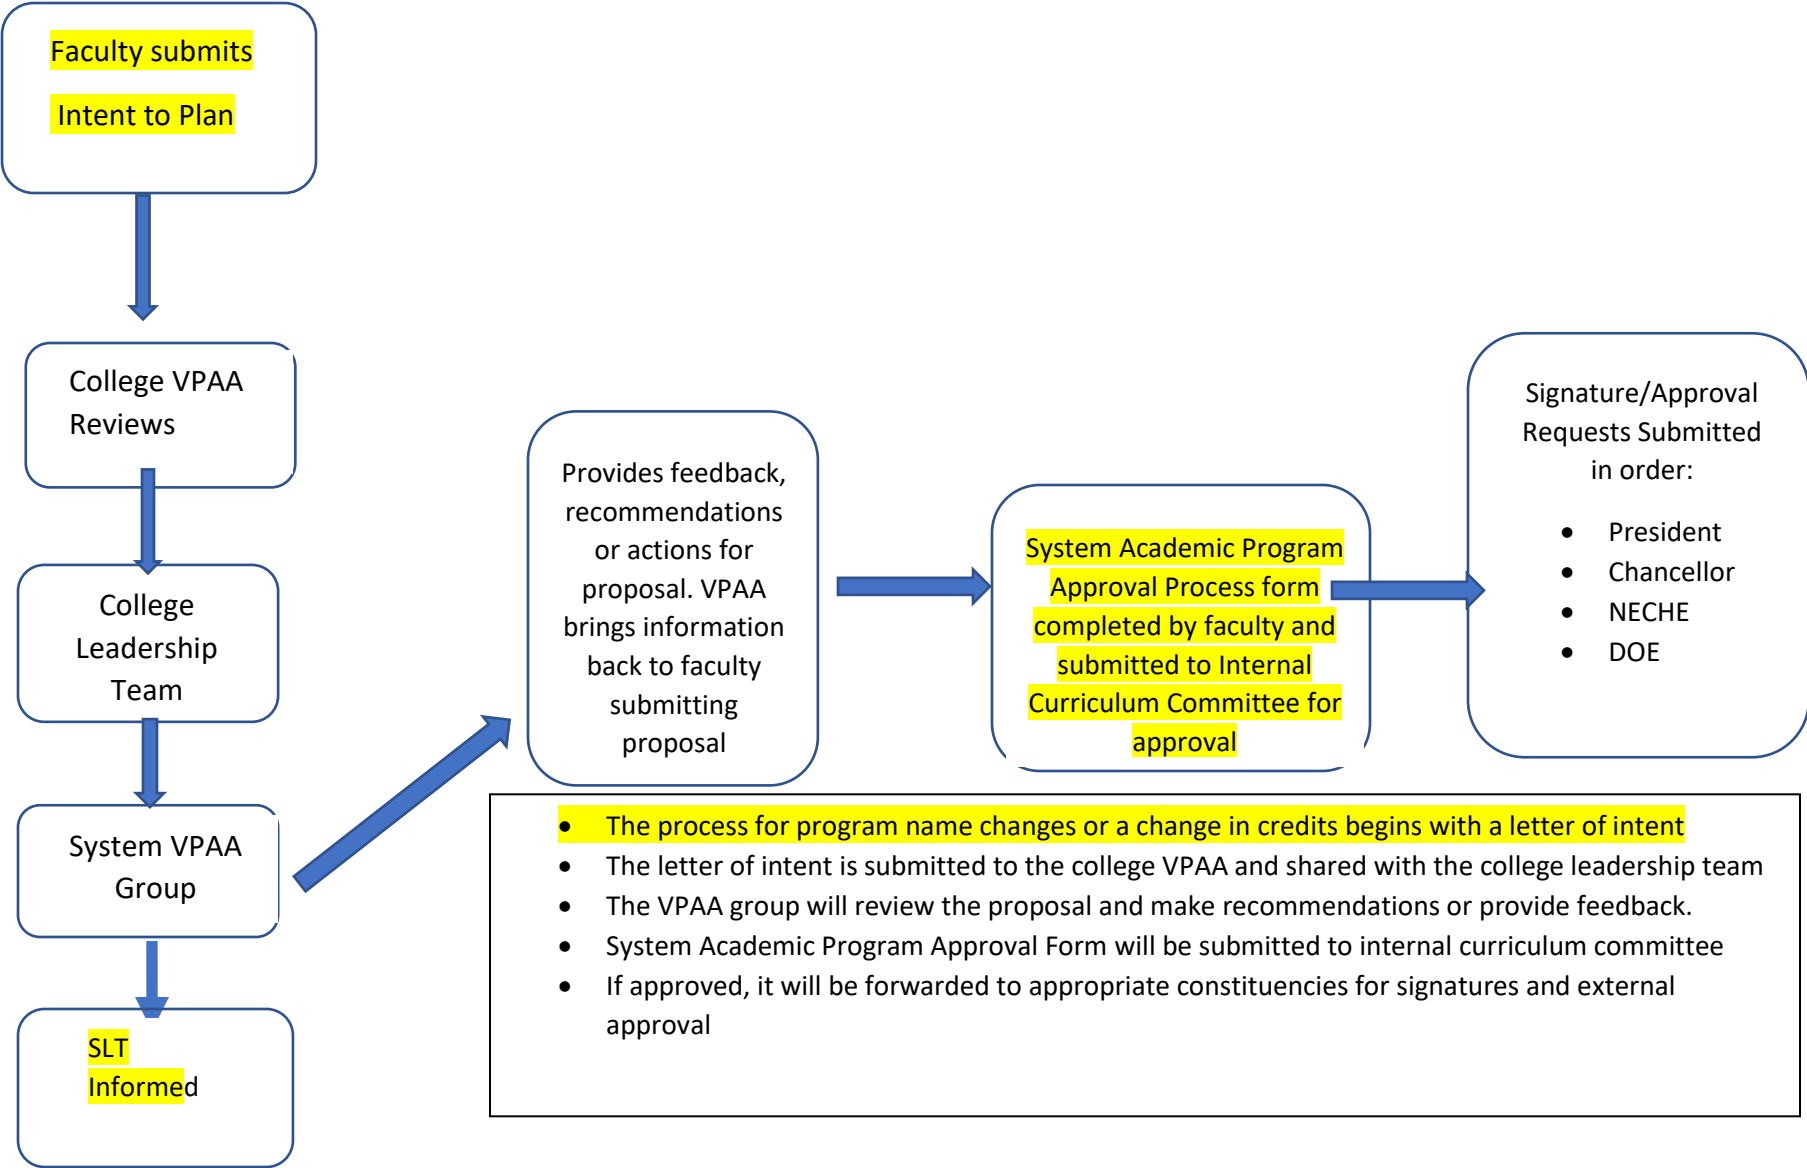 Faculty submits
Intent to Plan
College VPAA
Reviews
College
Leadership
Team
System VPAA
Group
SLT
Informed
Provides feedback,
recommendations
or actions for
proposal. VPAA
brings information
back to faculty
submitting
proposal
System Academic Program
Approval Process form
completed by faculty and
submitted to Internal
Curriculum Committee for
approval
Signature/Approval
Requests Submitted
in order:
• President
• Chancellor
• NECHE
• DOE
• The process for program name changes or a change in credits begins with a letter of intent
• The letter of intent is submitted to the college VPAA and shared with the college leadership team
• The VPAA group will review the proposal and make recommendations or provide feedback.
• System Academic Program Approval Form will be submitted to internal curriculum committee
• If approved, it will be forwarded to appropriate constituencies for signatures and external
approval